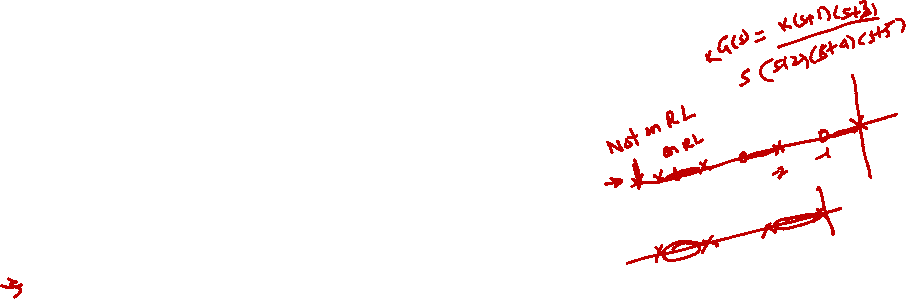 KG(s) = K(s+1)(s+3)
s(s+2)(s+4)(s+5)
Not on RL
on RL
-2
-1